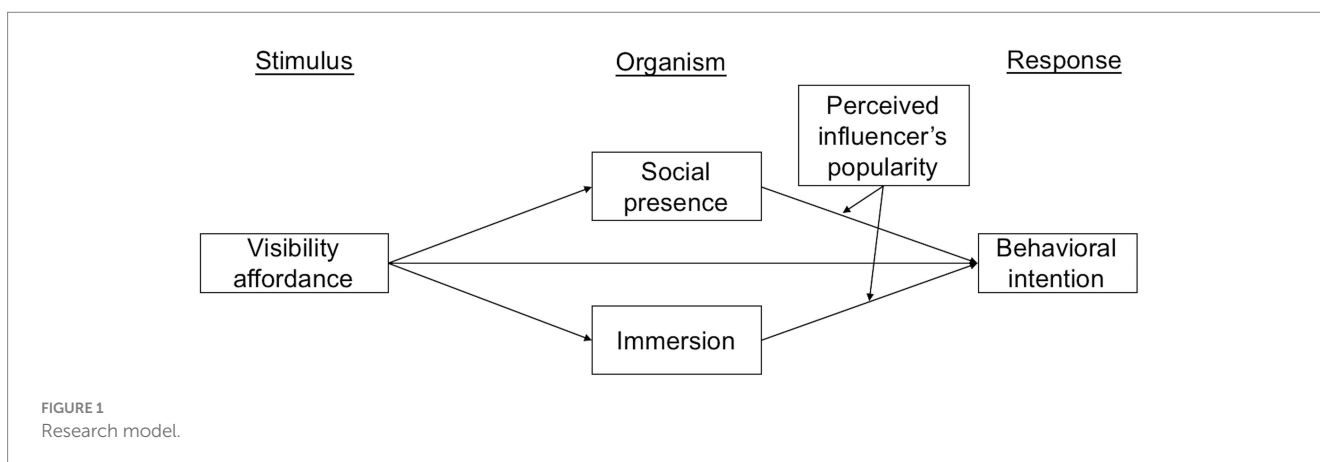 Stimulus
Organism
Response
Perceived
influencer's
popularity
Social
presence
Visibility
affordance
Behavioral
intention
Immersion
FIGURE 1
Research model.